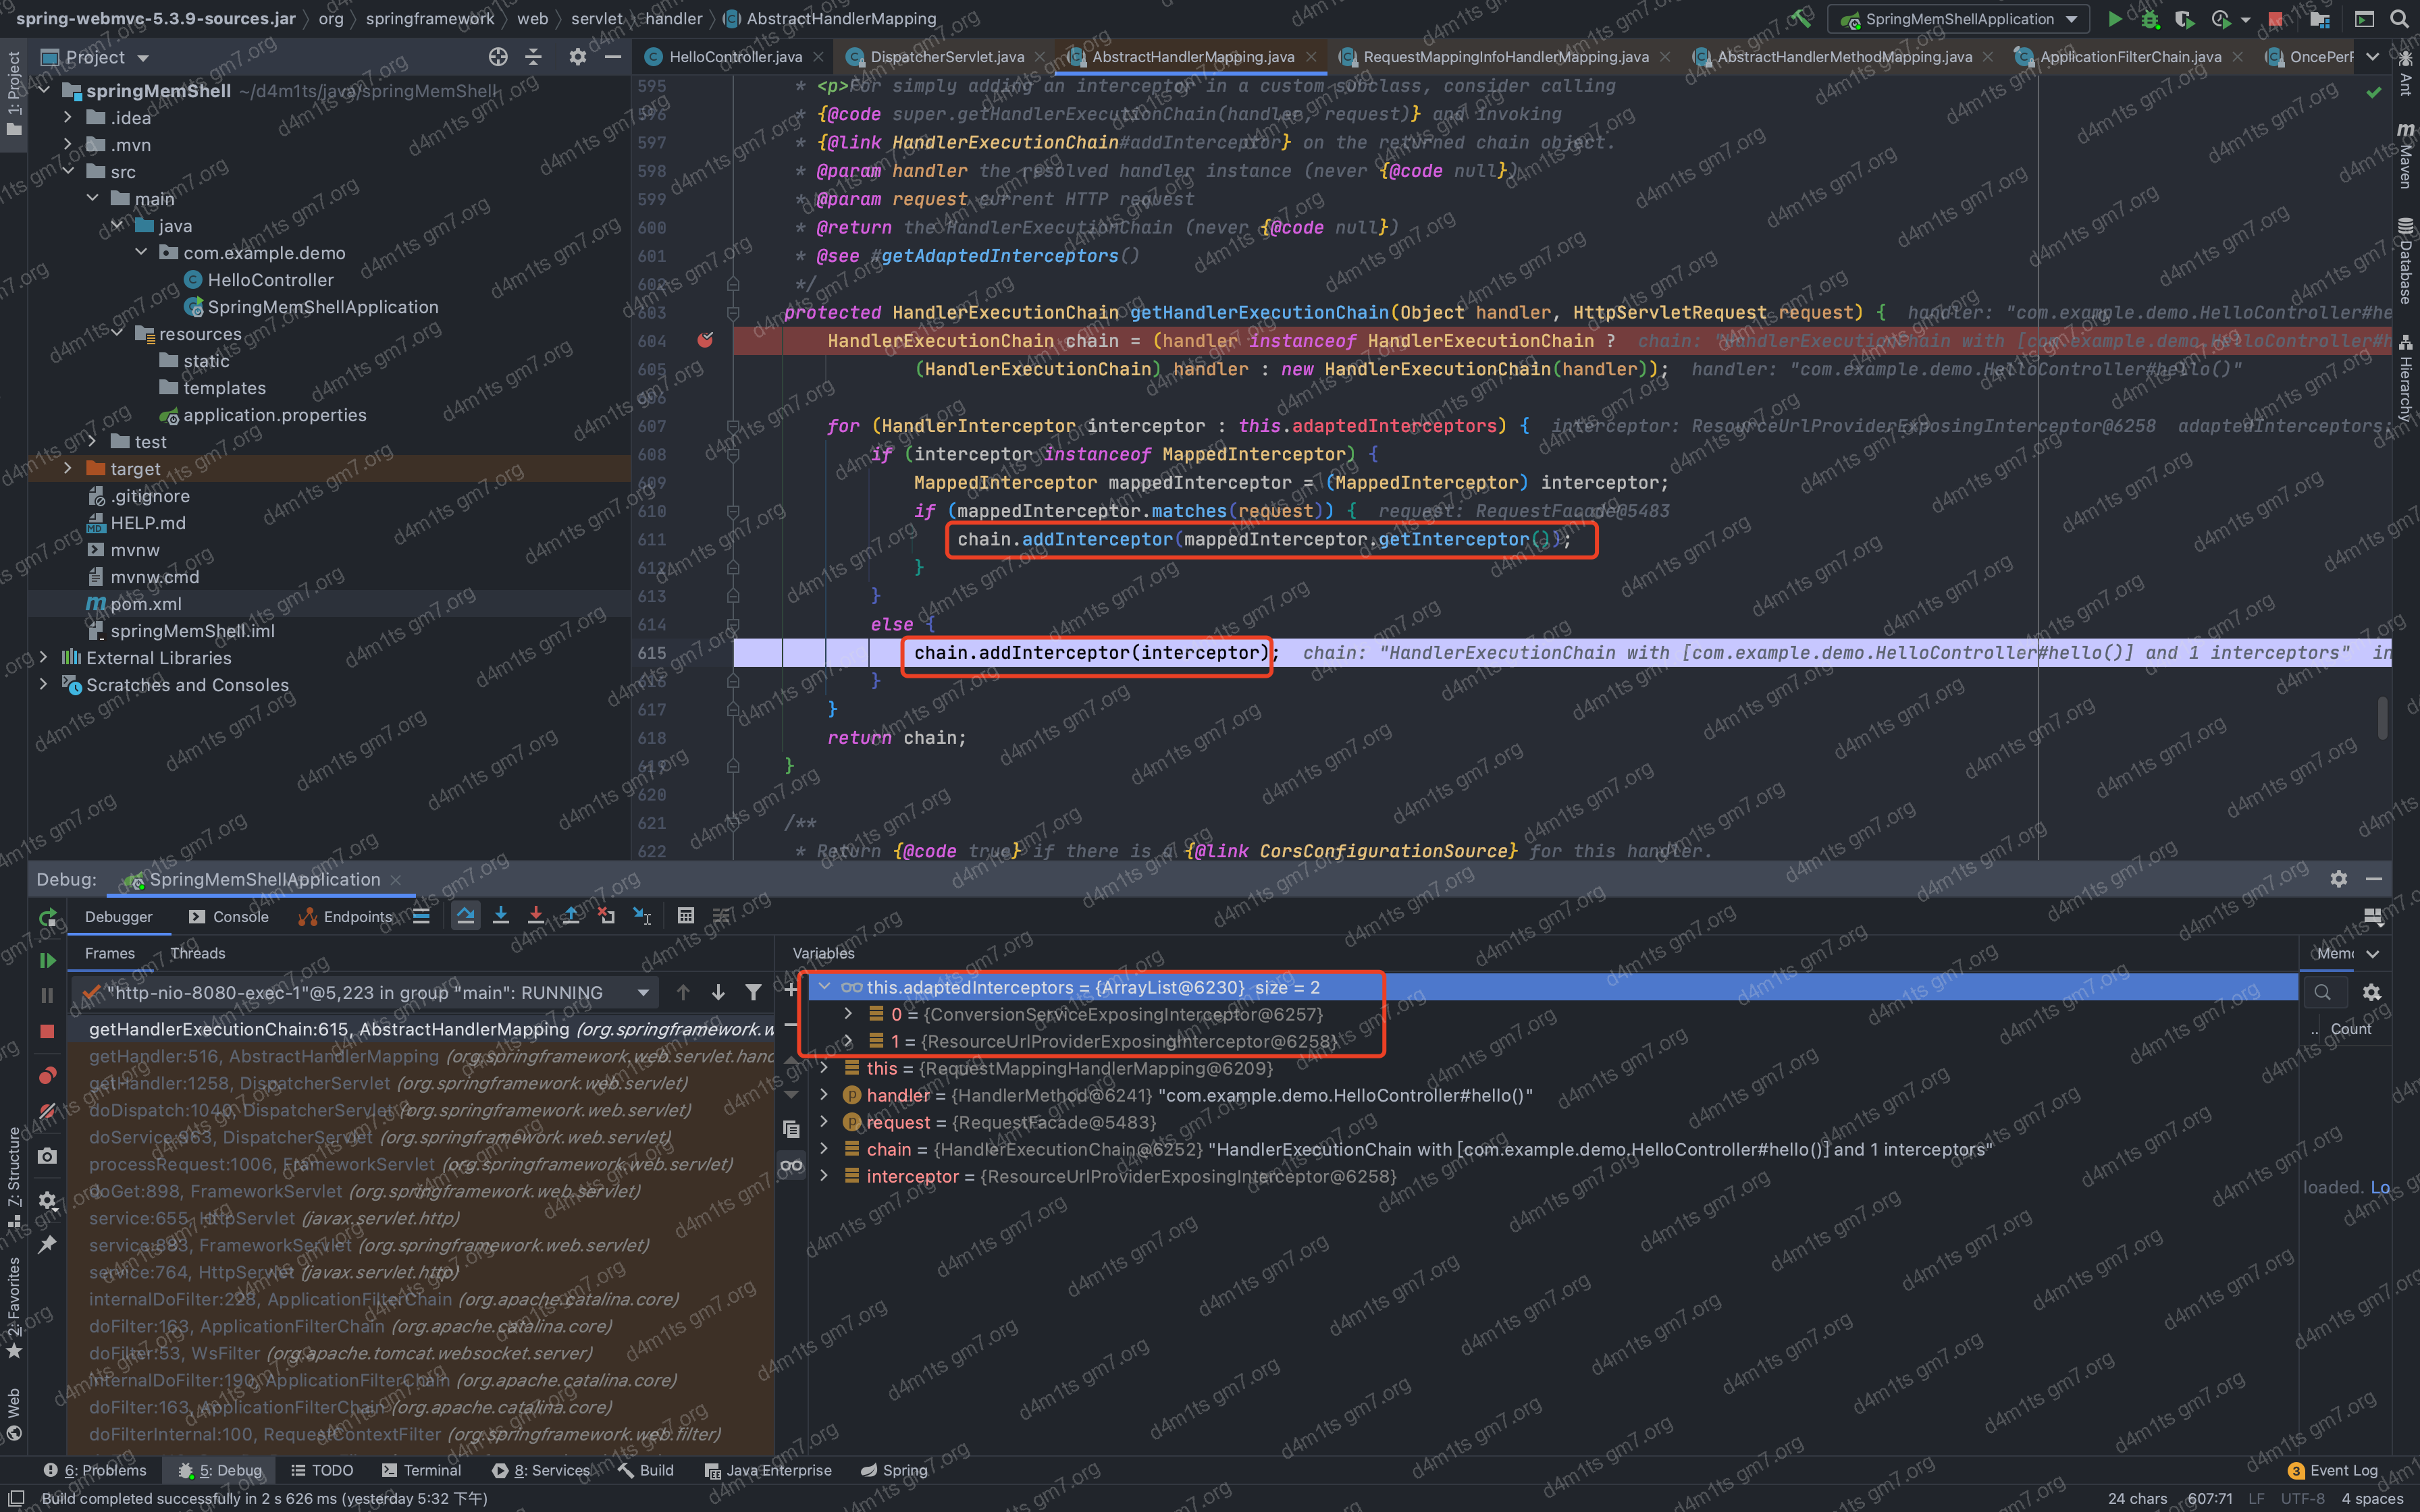 spring-webmvc-5.3.9-sources.jar org springframework web servlet handler AbstractHandlerMapping
SpringMemShellApplication
Project
HelloController.java DispatcherServlet.java AbstractHandlerMapping.java RequestMappingInfoHandlerMapping.java AbstractHandlerMethodMapping.java ApplicationFilterChain.java OncePerF
1: Project
springMemShell ~/d4m1ts/java/springMemShell
.idea
.mvn
src
main
java
com.example.demo
HelloController
SpringMemShellApplication
resources
static
templates
application.properties
test
target
.gitignore
HELP.md
mvnw
mvnw.cmd
pom.xml
springMemShell.iml
External Libraries
Scratches and Consoles
595 * <p>For simply adding an interceptor in a custom subclass, consider calling
596 * {@code super.getHandlerExecutionChain(handler, request)} and invoking
597 * {@link HandlerExecutionChain#addInterceptor} on the returned chain object.
598 * @param handler the resolved handler instance (never {@code null})
599 * @param request current HTTP request
600 * @return the HandlerExecutionChain (never {@code null})
601 * @see #getAdaptedInterceptors()
602 */
603 protected HandlerExecutionChain getHandlerExecutionChain(Object handler, HttpServletRequest request) { handler: "com.example.demo.HelloController#he
604 HandlerExecutionChain chain = (handler instanceof HandlerExecutionChain ? chain: "HandlerExecutionChain with [com.example.demo.HelloController#h
605 (HandlerExecutionChain) handler : new HandlerExecutionChain(handler)); handler: "com.example.demo.HelloController#hello()"
606
607 for (HandlerInterceptor interceptor : this.adaptedInterceptors) { interceptor: ResourceUrlProviderExposingInterceptor@6258 adaptedInterceptors:
608 if (interceptor instanceof MappedInterceptor) {
609 MappedInterceptor mappedInterceptor = (MappedInterceptor) interceptor;
610 if (mappedInterceptor.matches(request)) { request: RequestFacade@5483
611 chain.addInterceptor(mappedInterceptor.getInterceptor());
612 }
613 }
614 else {
615 chain.addInterceptor(interceptor); chain: "HandlerExecutionChain with [com.example.demo.HelloController#hello()] and 1 interceptors" in
616 }
617 }
618 return chain;
619 }
620
621 /**
622 * Return {@code true} if there is a {@link CorsConfigurationSource} for this handler.
Ant
Maven
Database
Hierarchy
Debug: SpringMemShellApplication
Debugger Console Endpoints
Frames Threads
"http-nio-8080-exec-1"@5,223 in group "main": RUNNING
getHandlerExecutionChain:615, AbstractHandlerMapping (org.springframework.w
getHandler:516, AbstractHandlerMapping (org.springframework.web.servlet.hanc
getHandler:1258, DispatcherServlet (org.springframework.web.servlet)
doDispatch:1040, DispatcherServlet (org.springframework.web.servlet)
doService:963, DispatcherServlet (org.springframework.web.servlet)
processRequest:1006, FrameworkServlet (org.springframework.web.servlet)
doGet:898, FrameworkServlet (org.springframework.web.servlet)
service:655, HttpServlet (javax.servlet.http)
service:883, FrameworkServlet (org.springframework.web.servlet)
service:764, HttpServlet (javax.servlet.http)
internalDoFilter:228, ApplicationFilterChain (org.apache.catalina.core)
doFilter:163, ApplicationFilterChain (org.apache.catalina.core)
doFilter:53, WsFilter (org.apache.tomcat.websocket.server)
internalDoFilter:190, ApplicationFilterChain (org.apache.catalina.core)
doFilter:163, ApplicationFilterChain (org.apache.catalina.core)
doFilterInternal:100, RequestContextFilter (org.springframework.web.filter)
Variables
this.adaptedInterceptors = {ArrayList@6230} size = 2
0 = {ConversionServiceExposingInterceptor@6257}
1 = {ResourceUrlProviderExposingInterceptor@6258}
this = {RequestMappingHandlerMapping@6209}
handler = {HandlerMethod@6241} "com.example.demo.HelloController#hello()"
request = {RequestFacade@5483}
chain = {HandlerExecutionChain@6252} "HandlerExecutionChain with [com.example.demo.HelloController#hello()] and 1 interceptors"
interceptor = {ResourceUrlProviderExposingInterceptor@6258}
Memo
.. Count
loaded. Lo
7: Structure
2: Favorites
Web
6: Problems 5: Debug TODO Terminal 8: Services Build Java Enterprise Spring
3 Event Log
Build completed successfully in 2 s 626 ms (yesterday 5:32 下午)
24 chars 607:71 LF UTF-8 4 spaces
d4m1ts gm7.org